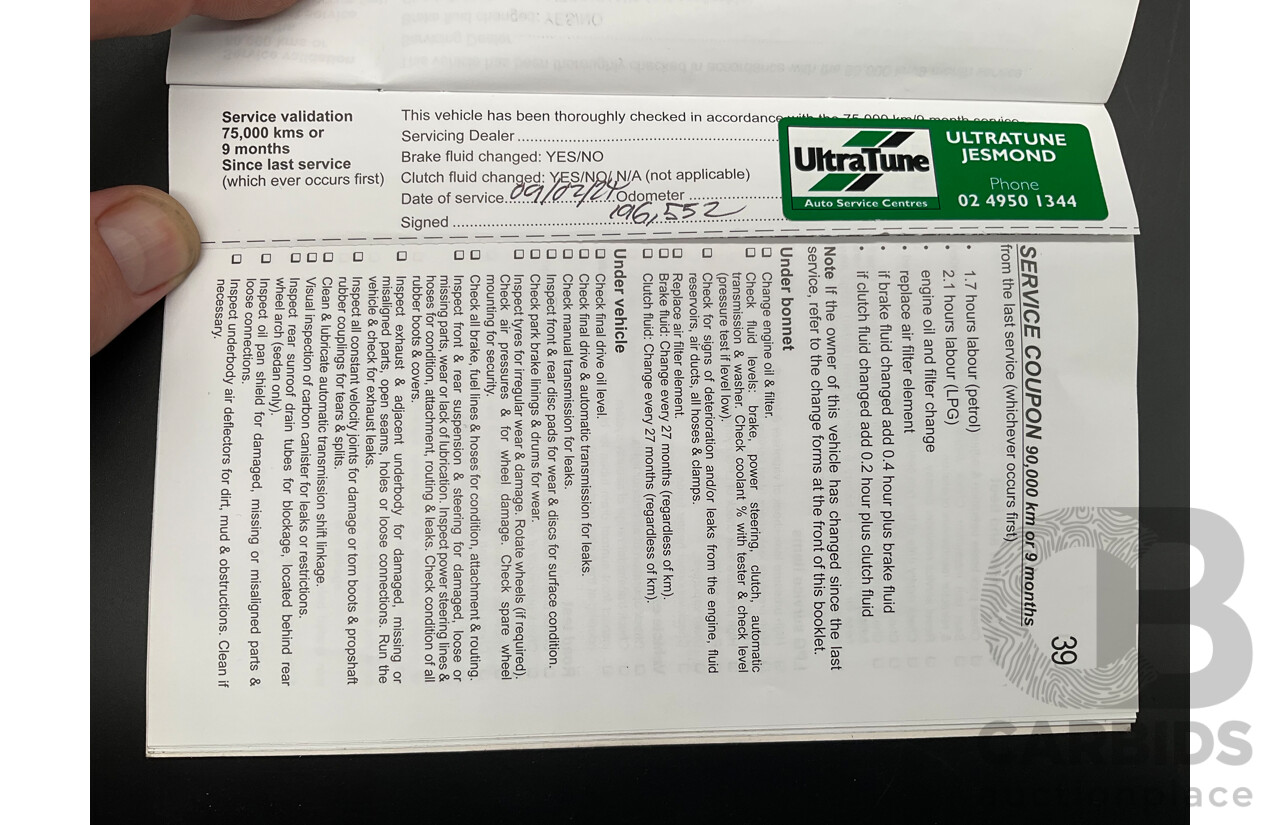 Service validation
75,000 kms or
9 months
Since last service
(which ever occurs first)
This vehicle has been thoroughly checked in accordance with the 75,000 km/9 month service.
Servicing Dealer
Brake fluid changed: YES/NO
Clutch fluid changed: YES/NO/ N/A (not applicable)
Date of service 09/02/24 Odometer
196,552
Signed
UltraTune
Auto Service Centres
ULTRATUNE
JESMOND
Phone
02 4950 1344
39
SERVICE COUPON 90,000 km or 9 months
from the last service (whichever occurs first)
• 1.7 hours labour (petrol)
• 2.1 hours labour (LPG)
• engine oil and filter change
• replace air filter element
• if brake fluid changed add 0.4 hour plus brake fluid
• if clutch fluid changed add 0.2 hour plus clutch fluid
Note If the owner of this vehicle has changed since the last
service, refer to the change forms at the front of this booklet.
Under bonnet
❑ Change engine oil & filter.
❑ Check fluid levels: brake, power steering, clutch, automatic
transmission & washer. Check coolant % with tester & check level
(pressure test if level low).
❑ Check for signs of deterioration and/or leaks from the engine, fluid
reservoirs, air ducts, all hoses & clamps.
❑ Replace air filter element.
❑ Brake fluid: Change every 27 months (regardless of km).
❑ Clutch fluid: Change every 27 months (regardless of km).
Under vehicle
❑ Check final drive oil level.
❑ Check final drive & automatic transmission for leaks.
❑ Check manual transmission for leaks.
❑ Inspect front & rear disc pads for wear & discs for surface condition.
❑ Check park brake linings & drums for wear.
❑ Inspect tyres for irregular wear & damage. Rotate wheels (if required).
Check air pressures & for wheel damage. Check spare wheel
mounting for security.
❑ Check all brake, fuel lines & hoses for condition, attachment & routing.
❑ Inspect front & rear suspension & steering for damaged, loose or
missing parts, wear or lack of lubrication. Inspect power steering lines &
hoses for condition, attachment, routing & leaks. Check condition of all
rubber boots & covers.
❑ Inspect exhaust & adjacent underbody for damaged, missing or
misaligned parts, open seams, holes or loose connections. Run the
vehicle & check for exhaust leaks.
❑ Inspect all constant velocity joints for damage or torn boots & propshaft
rubber couplings for tears & splits.
❑ Clean & lubricate automatic transmission shift linkage.
❑ Visual inspection of carbon canister for leaks or restrictions.
❑ Inspect rear sunroof drain tubes for blockage, located behind rear
wheel arch (sedan only).
❑ Inspect oil pan shield for damaged, missing or misaligned parts &
loose connections.
❑ Inspect underbody air deflectors for dirt, mud & obstructions. Clean if
necessary.
CARBIDS
auctionplace